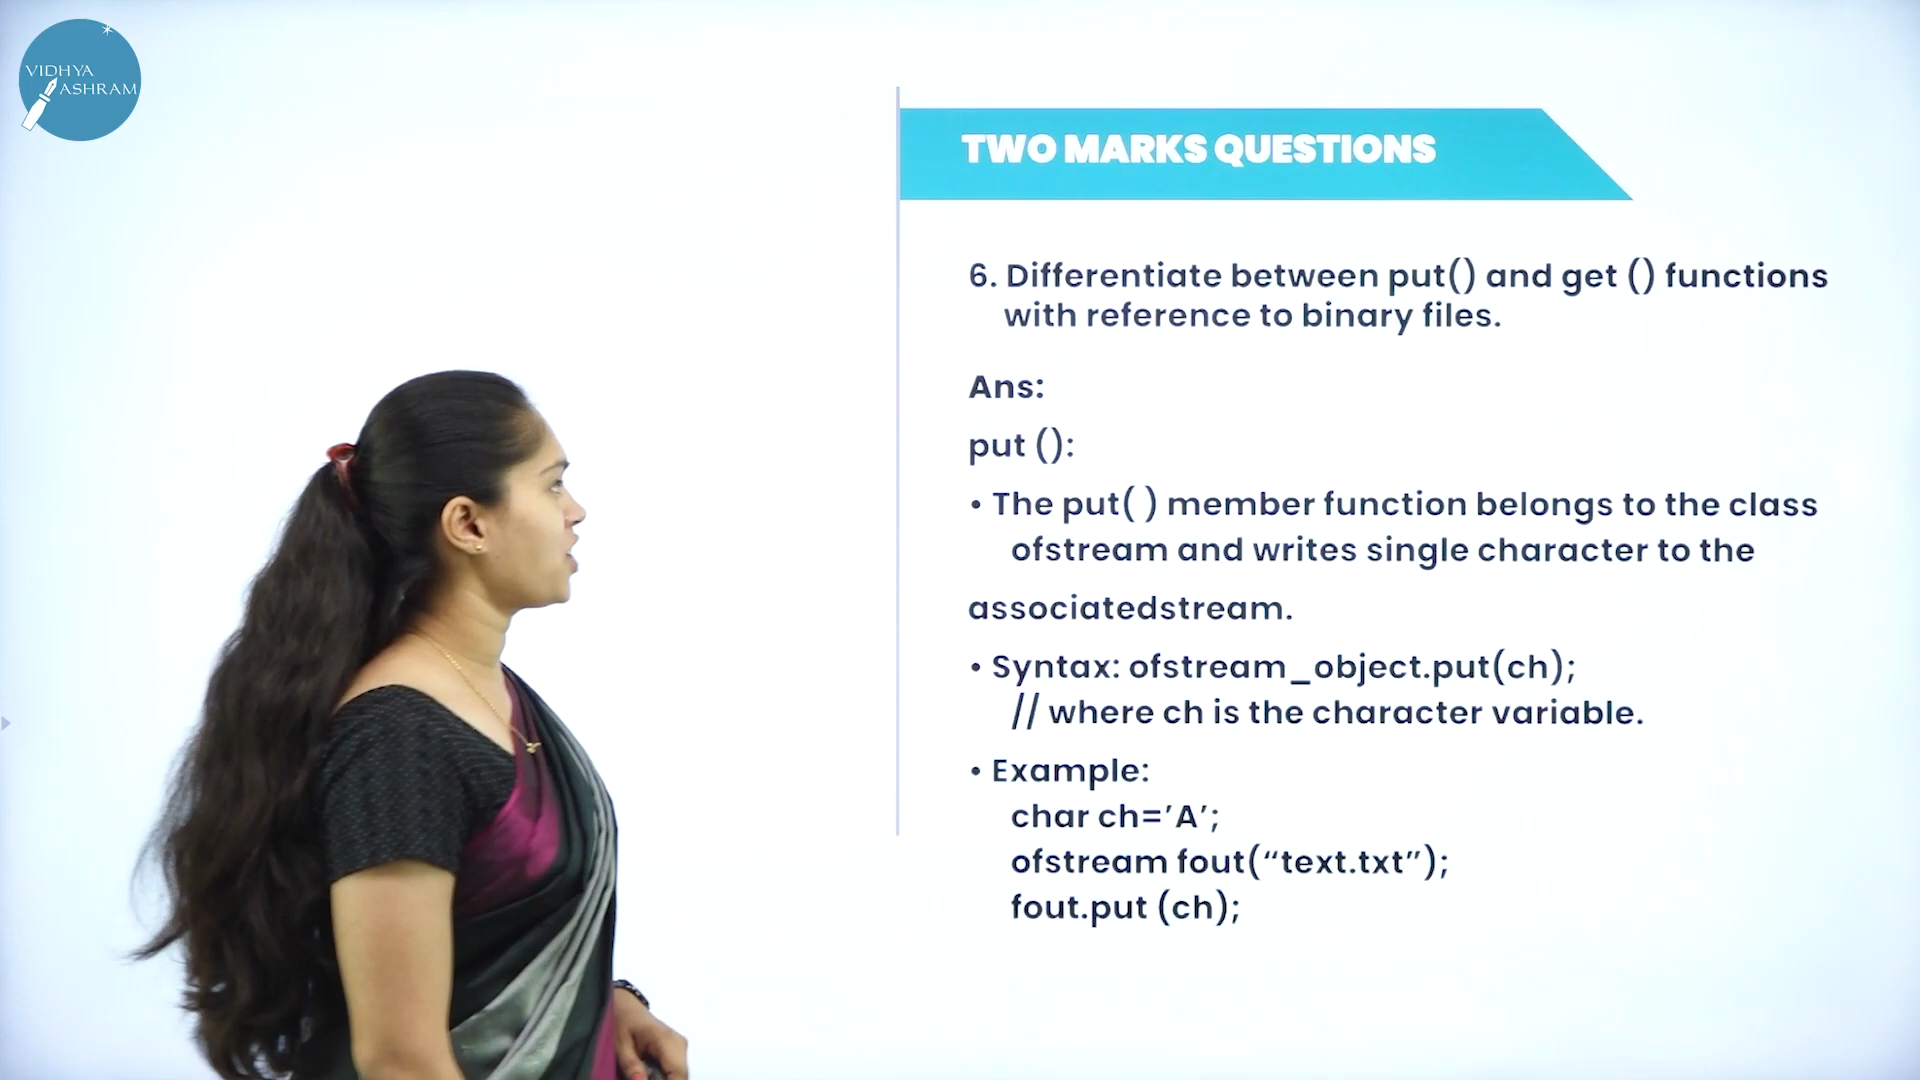 VIDHYA
ASHRAM
TWO MARKS QUESTIONS
6. Differentiate between put() and get () functions
with reference to binary files.
Ans:
put ():
• The put( ) member function belongs to the class
ofstream and writes single character to the
associatedstream.
• Syntax: ofstream_object.put(ch);
// where ch is the character variable.
• Example:
char ch=’A’;
ofstream fout(“text.txt”);
fout.put (ch);